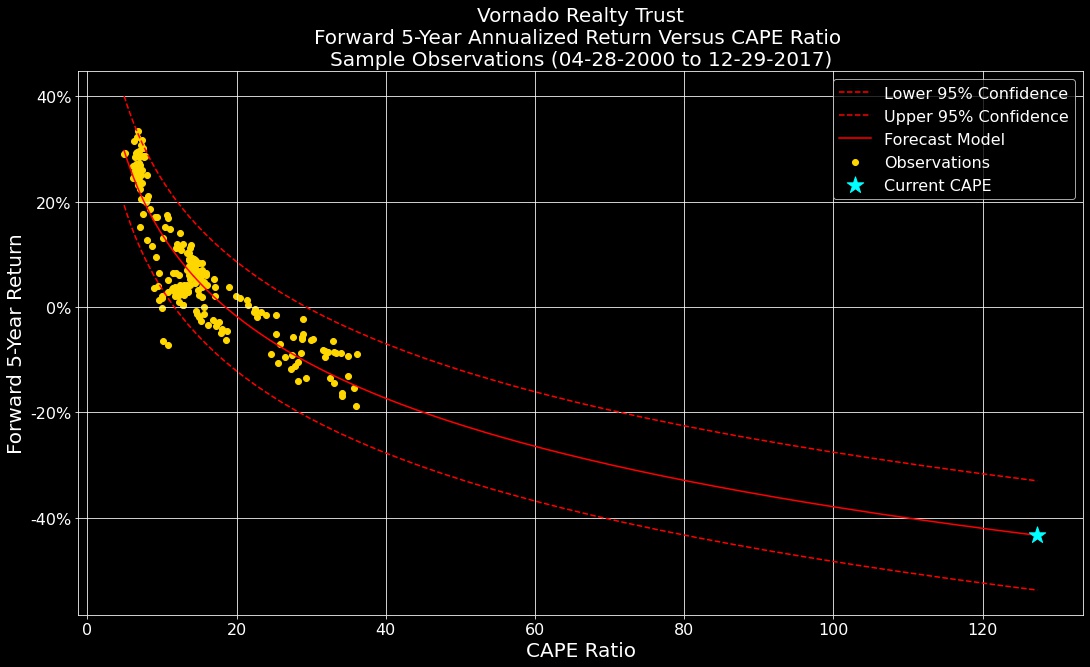 Vornado Realty Trust
Forward 5-Year Annualized Return Versus CAPE Ratio
Sample Observations (04-28-2000 to 12-29-2017)
Lower 95% Confidence
Upper 95% Confidence
Forecast Model
Observations
Current CAPE
Forward 5-Year Return
40%
20%
0%
-20%
-40%
0 20 40 60 80 100 120
CAPE Ratio